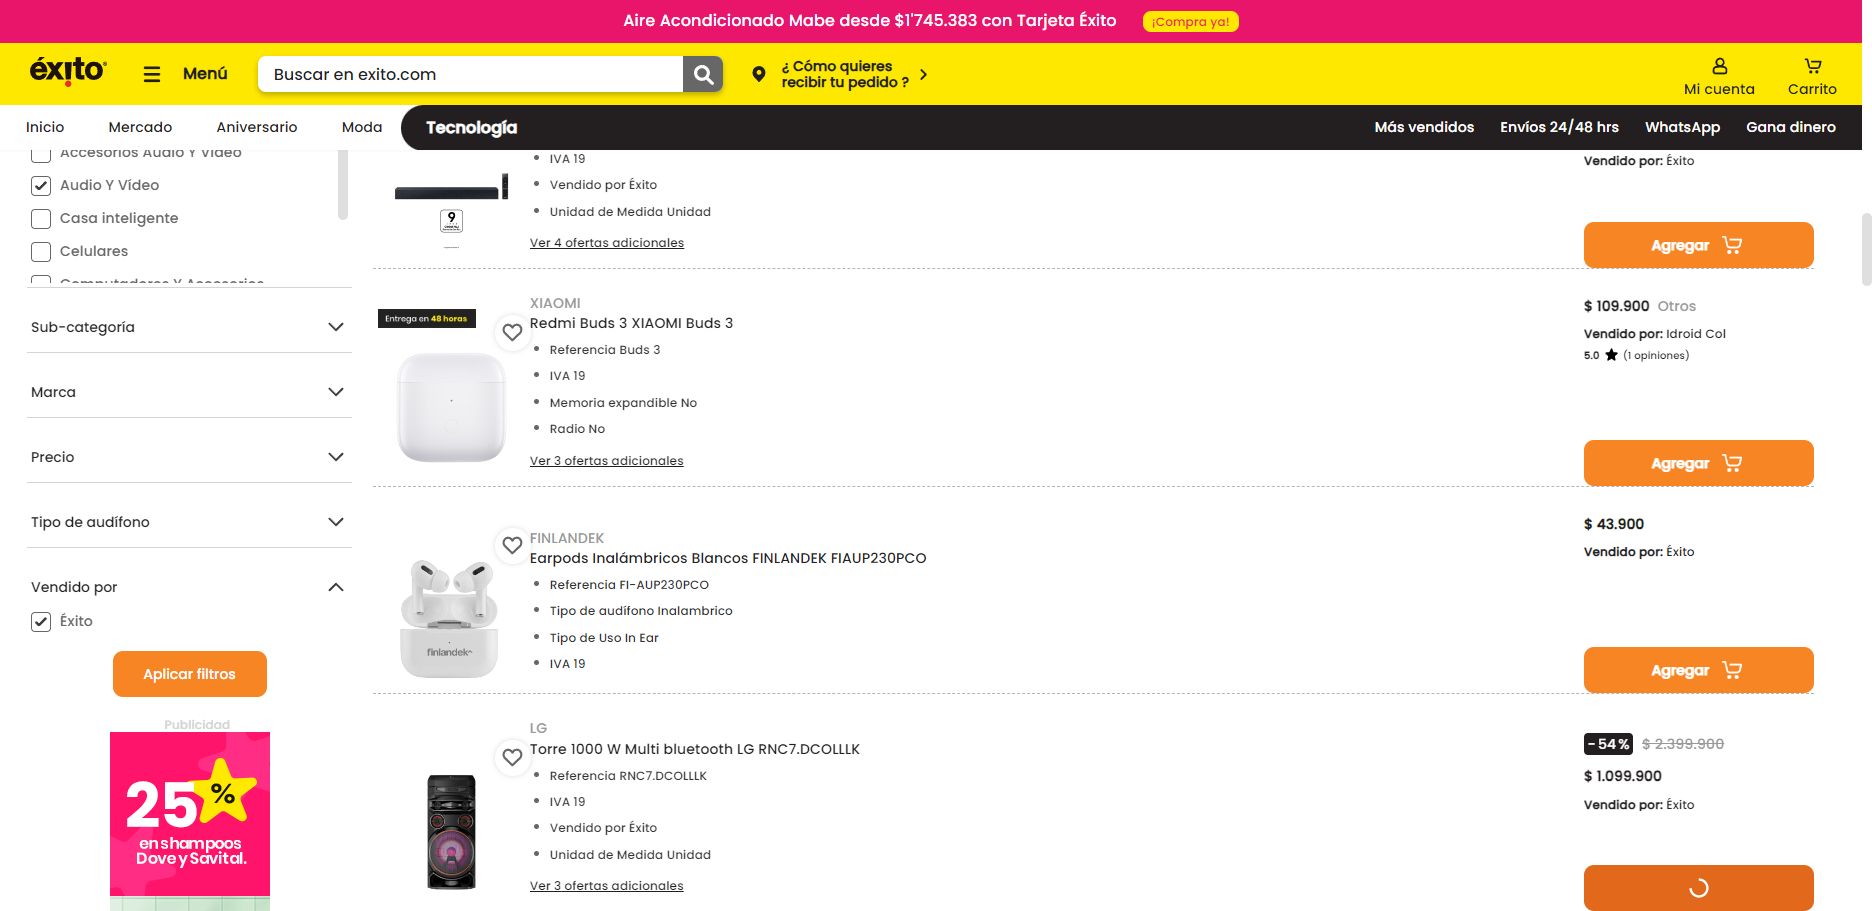 Aire Acondicionado Mabe desde $1'745.383 con Tarjeta Éxito ¡Compra ya!
éxito
Menú
Buscar en exito.com
¿ Cómo quieres
recibir tu pedido ?
Mi cuenta
Carrito
Inicio
Mercado
Aniversario
Moda
Tecnología
Más vendidos
Envíos 24/48 hrs
WhatsApp
Gana dinero
Accesorios Audio Y Vídeo
Audio Y Vídeo
Casa inteligente
Celulares
Computadores Y Accesorios
Sub-categoría
Marca
Precio
Tipo de audífono
Vendido por
Éxito
Aplicar filtros
Publicidad
25%
en shampoos
Dove y Savital.
9
IVA 19
Vendido por Éxito
Unidad de Medida Unidad
Ver 4 ofertas adicionales
Vendido por: Éxito
Agregar
Entrega en 48 horas
XIAOMI
Redmi Buds 3 XIAOMI Buds 3
Referencia Buds 3
IVA 19
Memoria expandible No
Radio No
Ver 3 ofertas adicionales
$ 109.900 Otros
Vendido por: Idroid Col
5.0 (1 opiniones)
Agregar
finlandek
FINLANDEK
Earpods Inalámbricos Blancos FINLANDEK FIAUP230PCO
Referencia FI-AUP230PCO
Tipo de audífono Inalambrico
Tipo de Uso In Ear
IVA 19
$ 43.900
Vendido por: Éxito
Agregar
LG
Torre 1000 W Multi bluetooth LG RNC7.DCOLLLK
Referencia RNC7.DCOLLLK
IVA 19
Vendido por Éxito
Unidad de Medida Unidad
Ver 3 ofertas adicionales
-54% $ 2.399.900
$ 1.099.900
Vendido por: Éxito